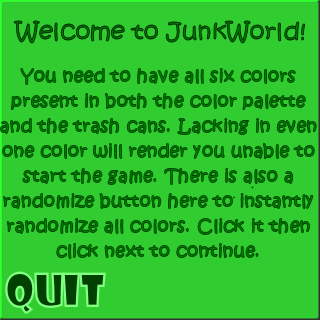 Welcome to JunkWorld!
You need to have all six colors
present in both the color palette
and the trash cans. Lacking in even
one color will render you unable to
start the game. There is also a
randomize button here to instantly
randomize all colors. Click it then
click next to continue.
QUIT